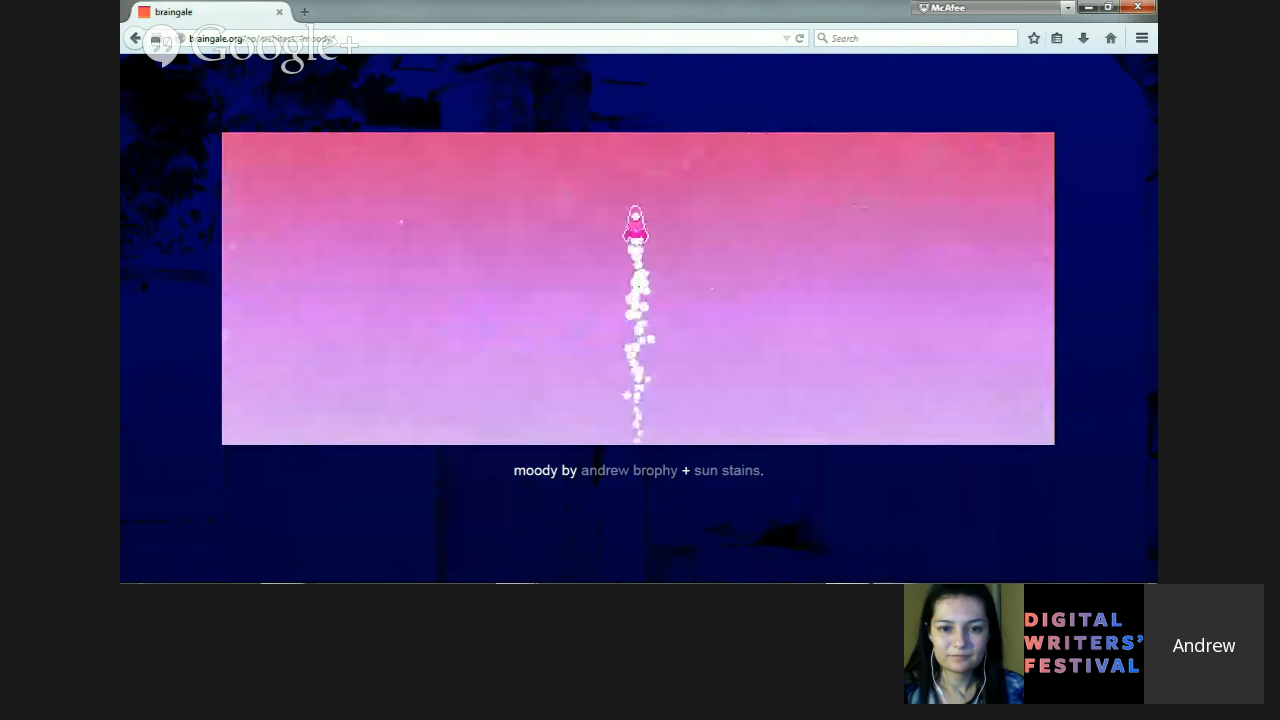 braingale
McAfee
Google+
Search
moody by andrew brophy + sun stains.
DIGITAL
WRITERS'
FESTIVAL
Andrew